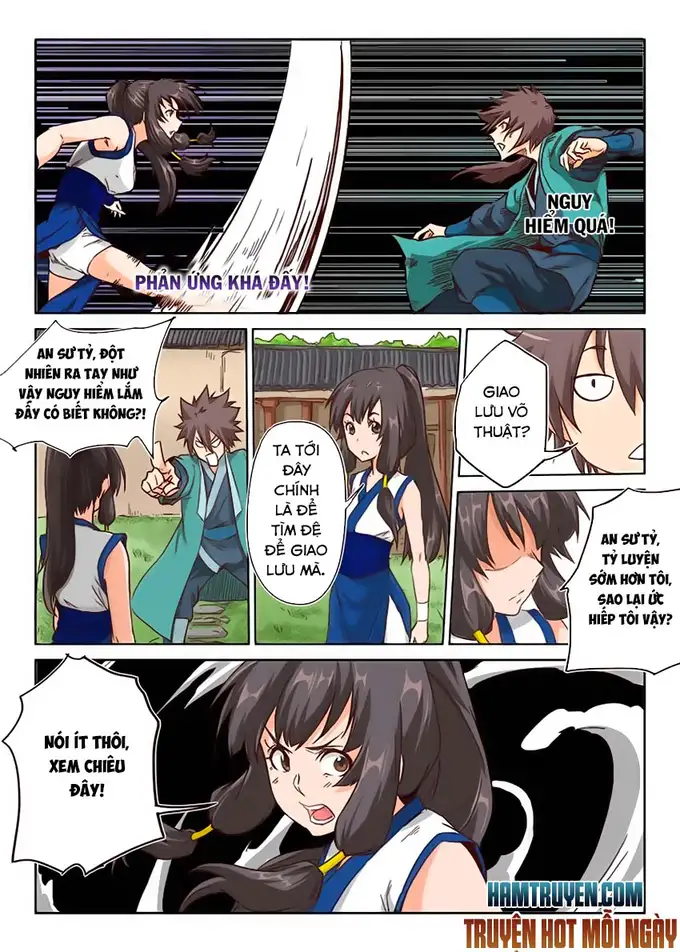 NGUY
HIỂM QUÁ!
PHẢN ỨNG KHÁ ĐẤY!
AN SƯ TỶ, ĐỘT
NHIÊN RA TAY NHƯ
VẬY NGUY HIỂM LẮM
ĐẤY CÓ BIẾT KHÔNG?!
TA TỚI
ĐÂY
CHÍNH
LÀ ĐỂ
TÌM ĐỆ
ĐỂ GIAO
LƯU MÀ.
GIAO
LƯU VÕ
THUẬT?
AN SƯ TỶ,
TỶ LUYỆN
SỚM HƠN TÔI,
SAO LẠI ỨC
HIẾP TÔI VẬY?
NÓI ÍT THÔI,
XEM CHIÊU
ĐÂY!
HAMTRUYEN.COM
TRUYỆN HOT MỖI NGÀY